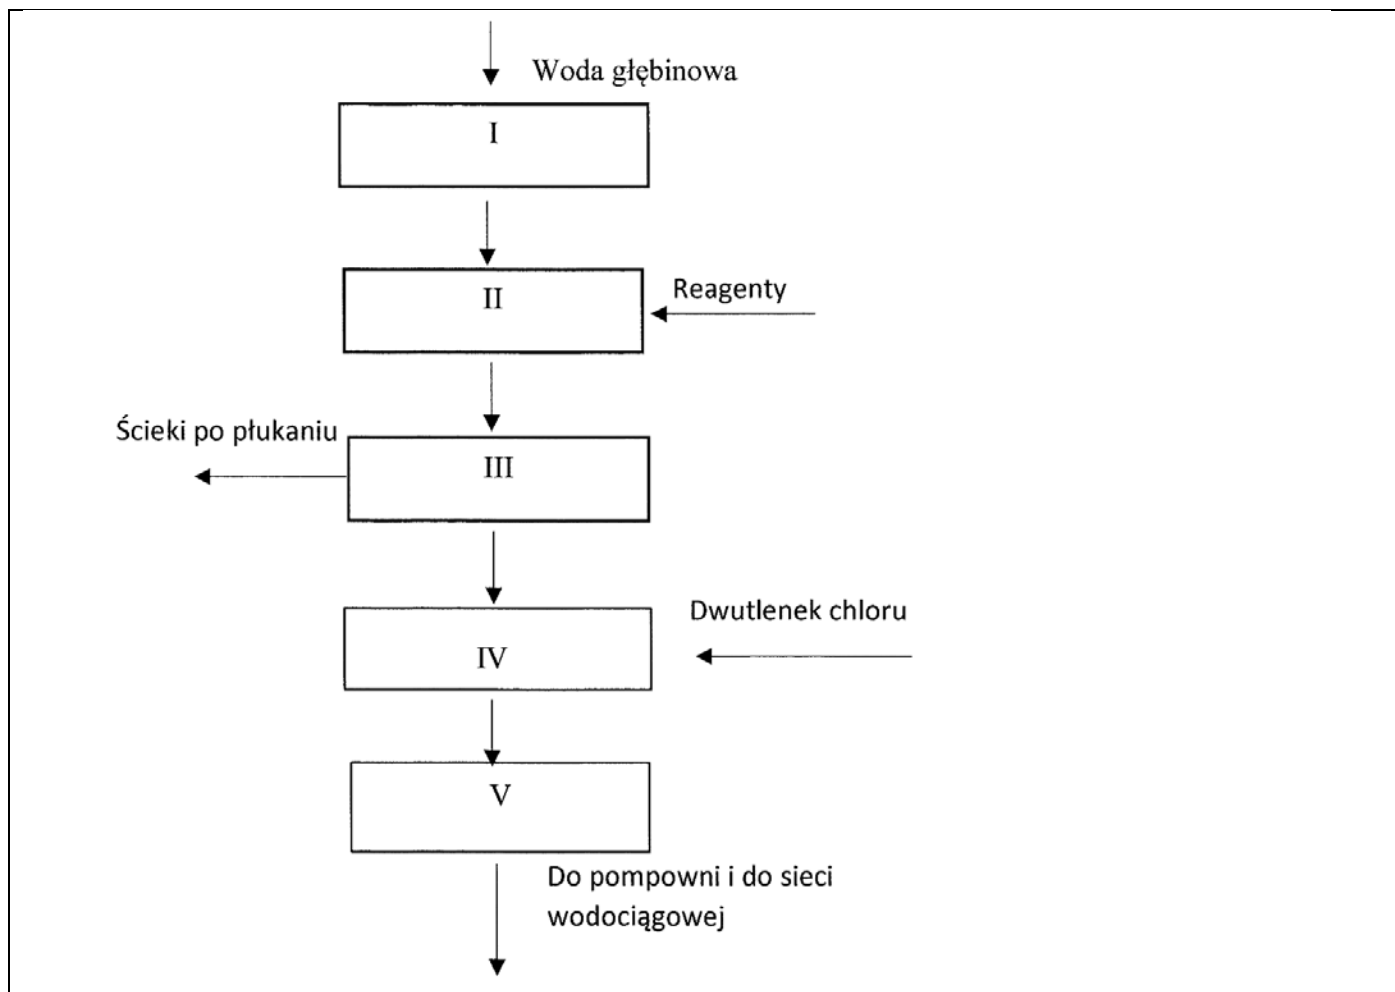 Woda głębinowa
I
II
Reagenty
Ścieki po płukaniu
III
Dwutlenek chloru
IV
V
Do pompowni i do sieci
wodociągowej